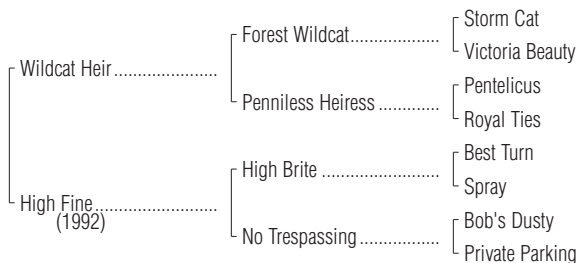 Storm Cat
Forest Wildcat....................
Victoria Beauty
Wildcat Heir.......................
Pentelicus
Penniless Heiress .............
Royal Ties
Best Turn
High Brite .........................
Spray
High Fine...........................
(1992)
Bob's Dusty
No Trespassing.................
Private Parking